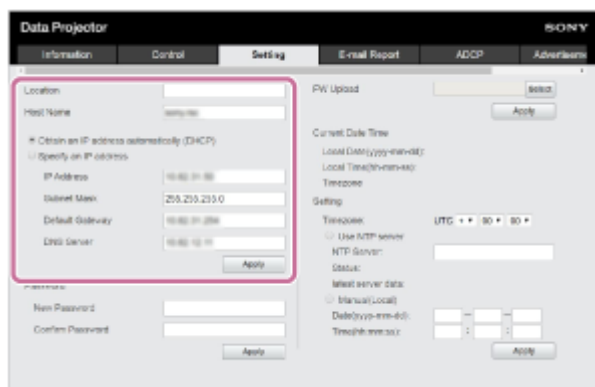 Data Projector
SONY
Information Control Setting E-mail Report ADCP Advertiseme
Location
Host Name
Obtain an IP address automatically (DHCP)
Specify an IP address
IP Address
Subnet Mask 255.255.255.0
Default Gateway
DNS Server
Apply
Password
New Password
Confirm Password
Apply
FW Upload Select
Apply
Current Date Time
Local Date(yyyy-mm-dd):
Local Time(hh-mm-ss):
Timezone
Setting
Timezone: UTC + 00 00
Use NTP server
NTP Server:
Status:
latest server data:
Manual(Local)
Date(yyyy-mm-dd): - -
Time(hh:mm:ss): : :
Apply